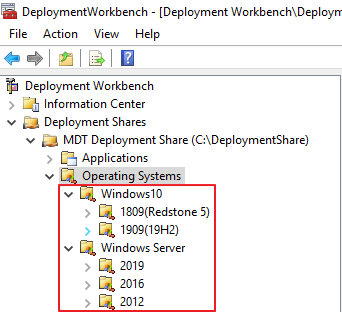 DeploymentWorkbench - [Deployment Workbench\Deploym
File Action View Help
Deployment Workbench
Information Center
Deployment Shares
MDT Deployment Share (C:\DeploymentShare)
Applications
Operating Systems
Windows10
1809(Redstone 5)
1909(19H2)
Windows Server
2019
2016
2012